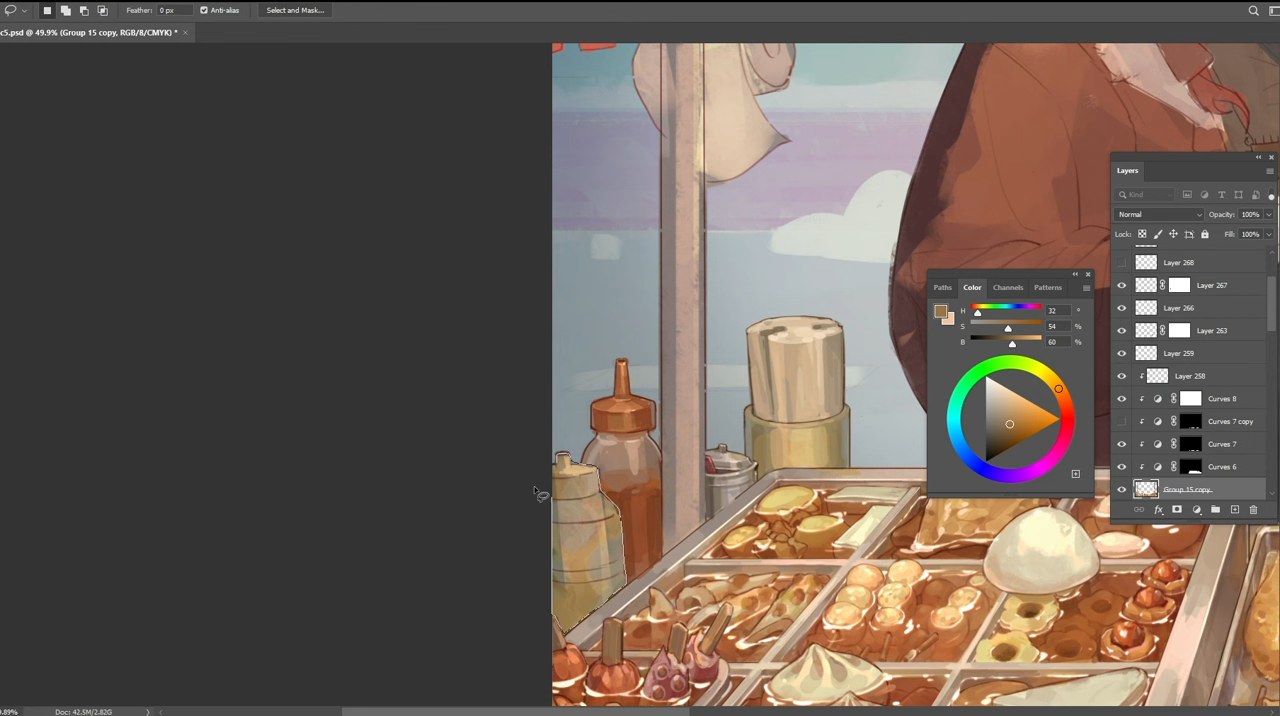 Feather: 0 px Anti-alias Select and Mask...
c5.psd @ 49.9% (Group 15 copy, RGB/8/CMYK) * ×
Layers
Kind
Normal Opacity: 100%
Lock: Fill: 100%
Layer 268
Layer 267
Layer 266
Layer 263
Layer 259
Layer 258
Curves 8
Curves 7 copy
Curves 7
Curves 6
Group 15 copy
fx
Paths Color Channels Patterns
H 32 °
S 54 %
B 60 %
9.89% Doc: 42.5M/2.82G